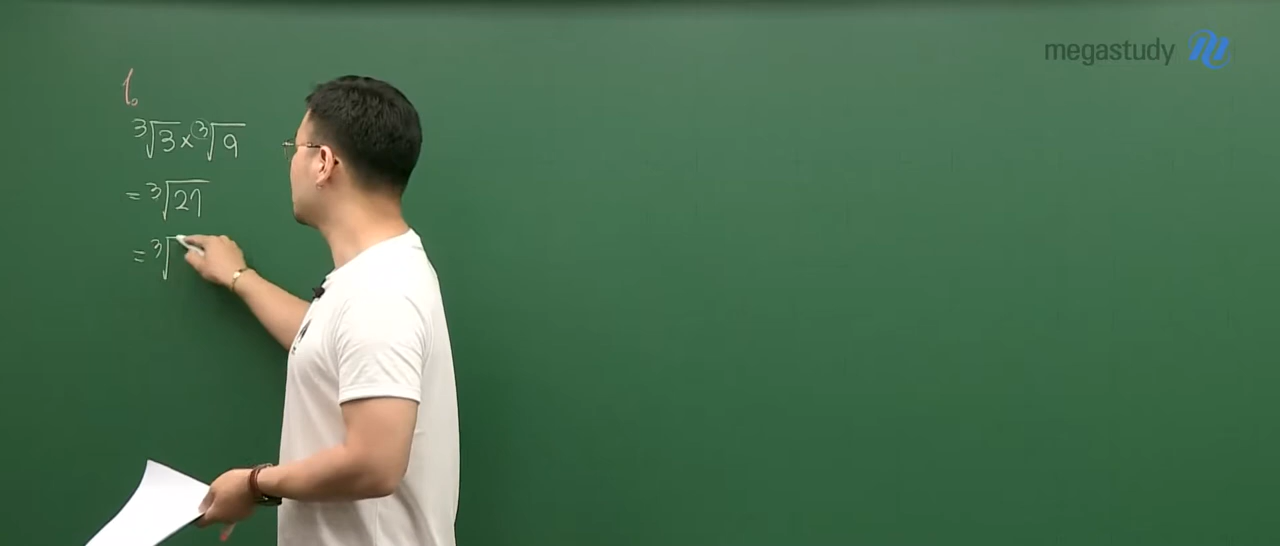 megastudy
1.
³√3 × ³√9
= ³√27
= ³√